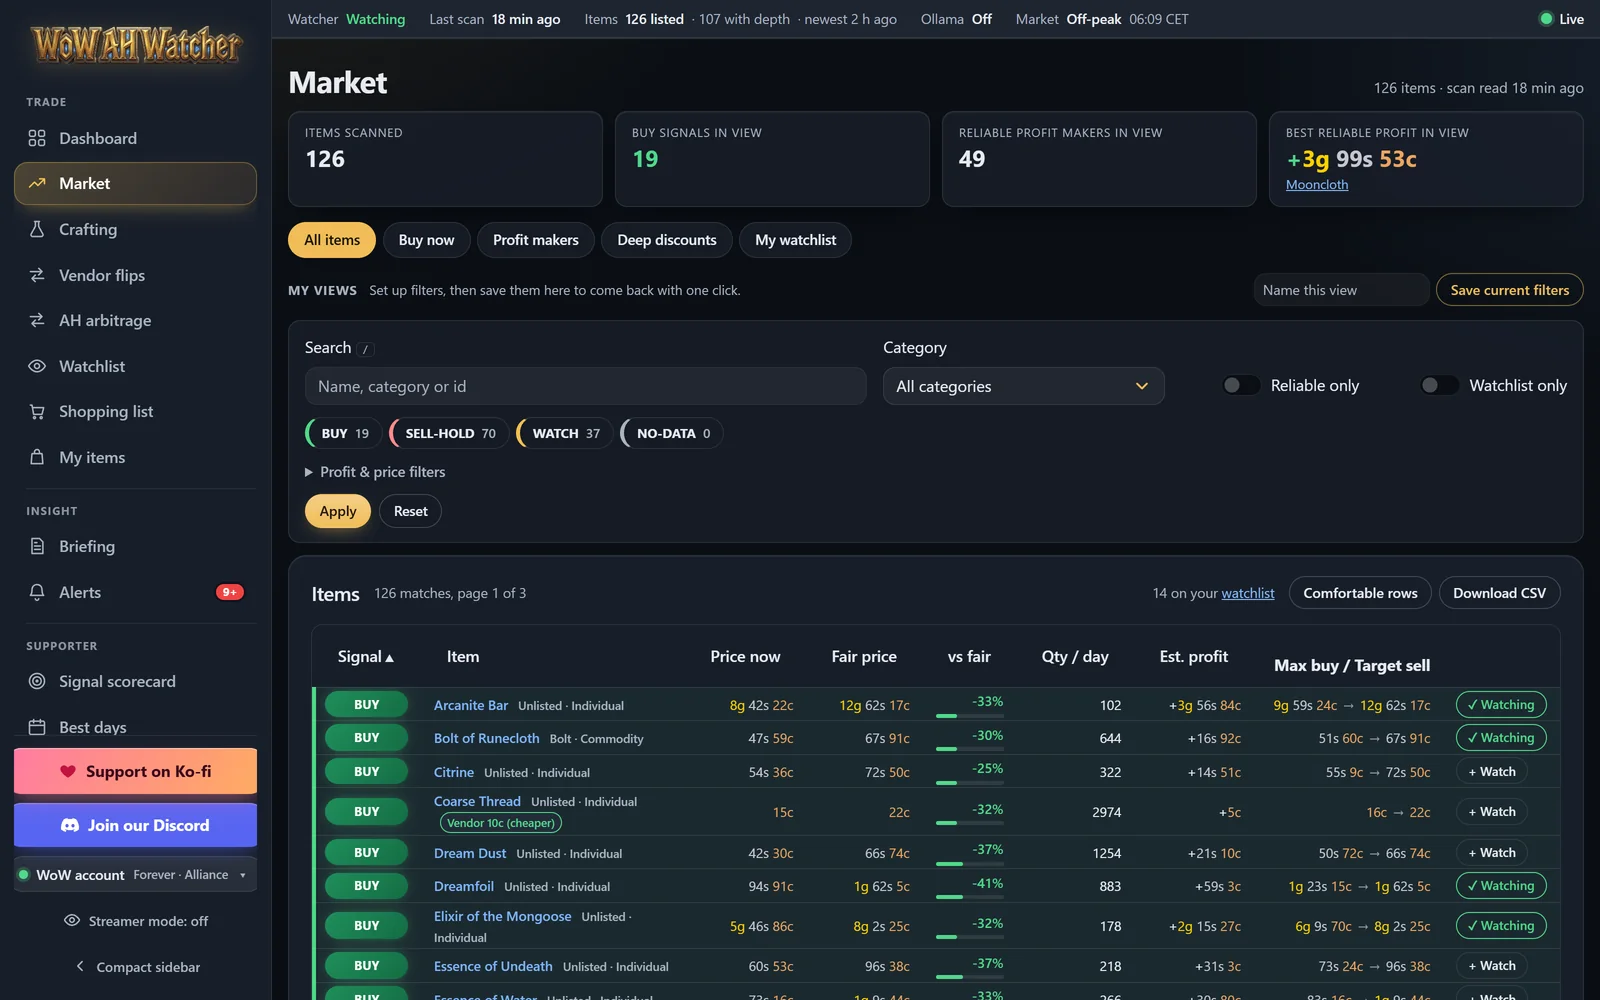 WoW AH Watcher
Watcher Watching Last scan 18 min ago Items 126 listed · 107 with depth · newest 2 h ago Ollama Off Market Off-peak 06:09 CET Live
TRADE
Dashboard
Market
Crafting
Vendor flips
AH arbitrage
Watchlist
Shopping list
My items
INSIGHT
Briefing
Alerts 9+
SUPPORTER
Signal scorecard
Best days
Support on Ko-fi
Join our Discord
WoW account Forever · Alliance
Streamer mode: off
Compact sidebar
Market
126 items · scan read 18 min ago
ITEMS SCANNED
126
BUY SIGNALS IN VIEW
19
RELIABLE PROFIT MAKERS IN VIEW
49
BEST RELIABLE PROFIT IN VIEW
+3g 99s 53c
Mooncloth
All items Buy now Profit makers Deep discounts My watchlist
MY VIEWS Set up filters, then save them here to come back with one click. Name this view Save current filters
Search /
Name, category or id
Category
All categories
Reliable only
Watchlist only
BUY 19 SELL-HOLD 70 WATCH 37 NO-DATA 0
Profit & price filters
Apply Reset
Items 126 matches, page 1 of 3 14 on your watchlist Comfortable rows Download CSV
Signal Item Price now Fair price vs fair Qty / day Est. profit Max buy / Target sell
BUY Arcanite Bar Unlisted · Individual 8g 42s 22c 12g 62s 17c -33% 102 +3g 56s 84c 9g 59s 24c → 12g 62s 17c ✓ Watching
BUY Bolt of Runecloth Bolt · Commodity 47s 59c 67s 91c -30% 644 +16s 92c 51s 60c → 67s 91c ✓ Watching
BUY Citrine Unlisted · Individual 54s 36c 72s 50c -25% 322 +14s 51c 55s 9c → 72s 50c + Watch
BUY Coarse Thread Unlisted · Individual 15c 22c -32% 2974 +5c 16c → 22c + Watch
Vendor 10c (cheaper)
BUY Dream Dust Unlisted · Individual 42s 30c 66s 74c -37% 1254 +21s 10c 50s 72c → 66s 74c + Watch
BUY Dreamfoil Unlisted · Individual 94s 91c 1g 62s 5c -41% 883 +59s 3c 1g 23s 15c → 1g 62s 5c ✓ Watching
BUY Elixir of the Mongoose Unlisted · Individual 5g 46s 86c 8g 2s 25c -32% 178 +2g 15s 27c 6g 9s 70c → 8g 2s 25c ✓ Watching
BUY Essence of Undeath Unlisted · Individual 60s 53c 96s 38c -37% 218 +31s 3c 73s 24c → 96s 38c + Watch
BUY Essence of Water Unlisted · Individual -33%